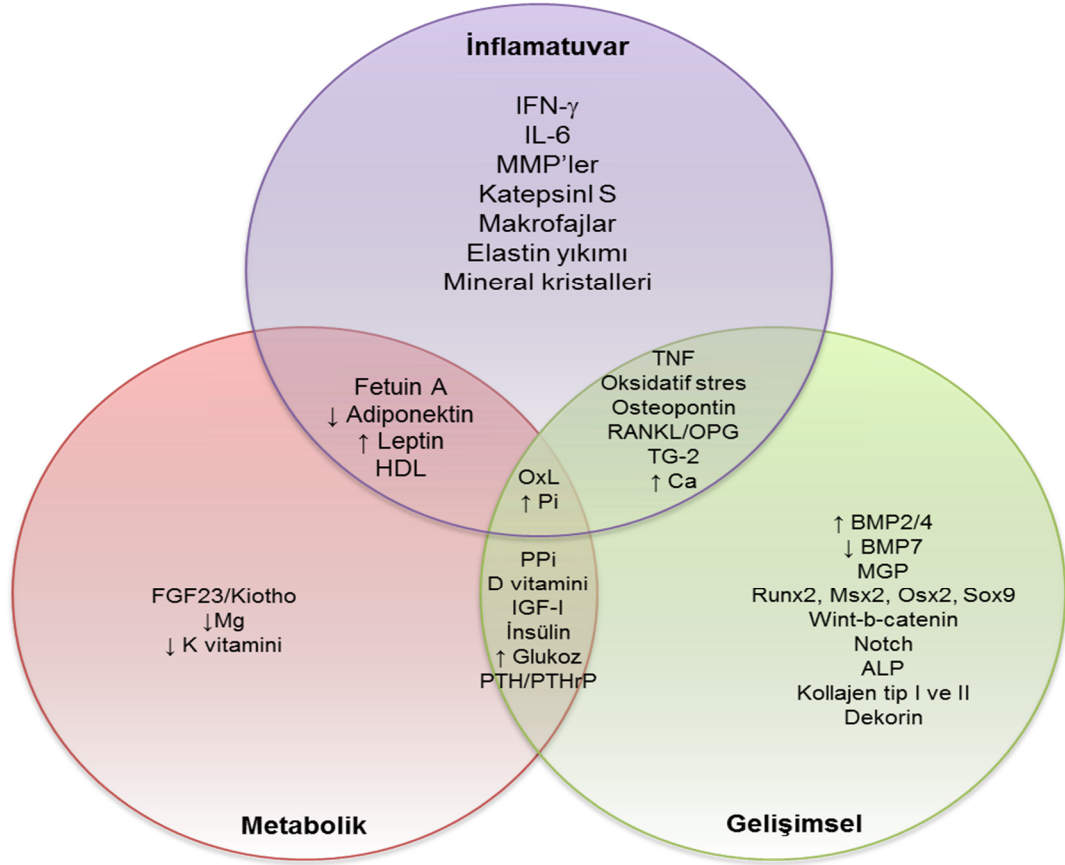 İnflamatuvar
IFN-γ
IL-6
MMP’ler
Katepsinl S
Makrofajlar
Elastin yıkımı
Mineral kristalleri
Fetuin A
↓ Adiponektin
↑ Leptin
HDL
TNF
Oksidatif stres
Osteopontin
RANKL/OPG
TG-2
↑ Ca
OxL
↑ Pi
FGF23/Kiotho
↓Mg
↓ K vitamini
PPi
D vitamini
IGF-I
İnsülin
↑ Glukoz
PTH/PTHrP
↑ BMP2/4
↓ BMP7
MGP
Runx2, Msx2, Osx2, Sox9
Wint-b-catenin
Notch
ALP
Kollajen tip I ve II
Dekorin
Metabolik
Gelişimsel